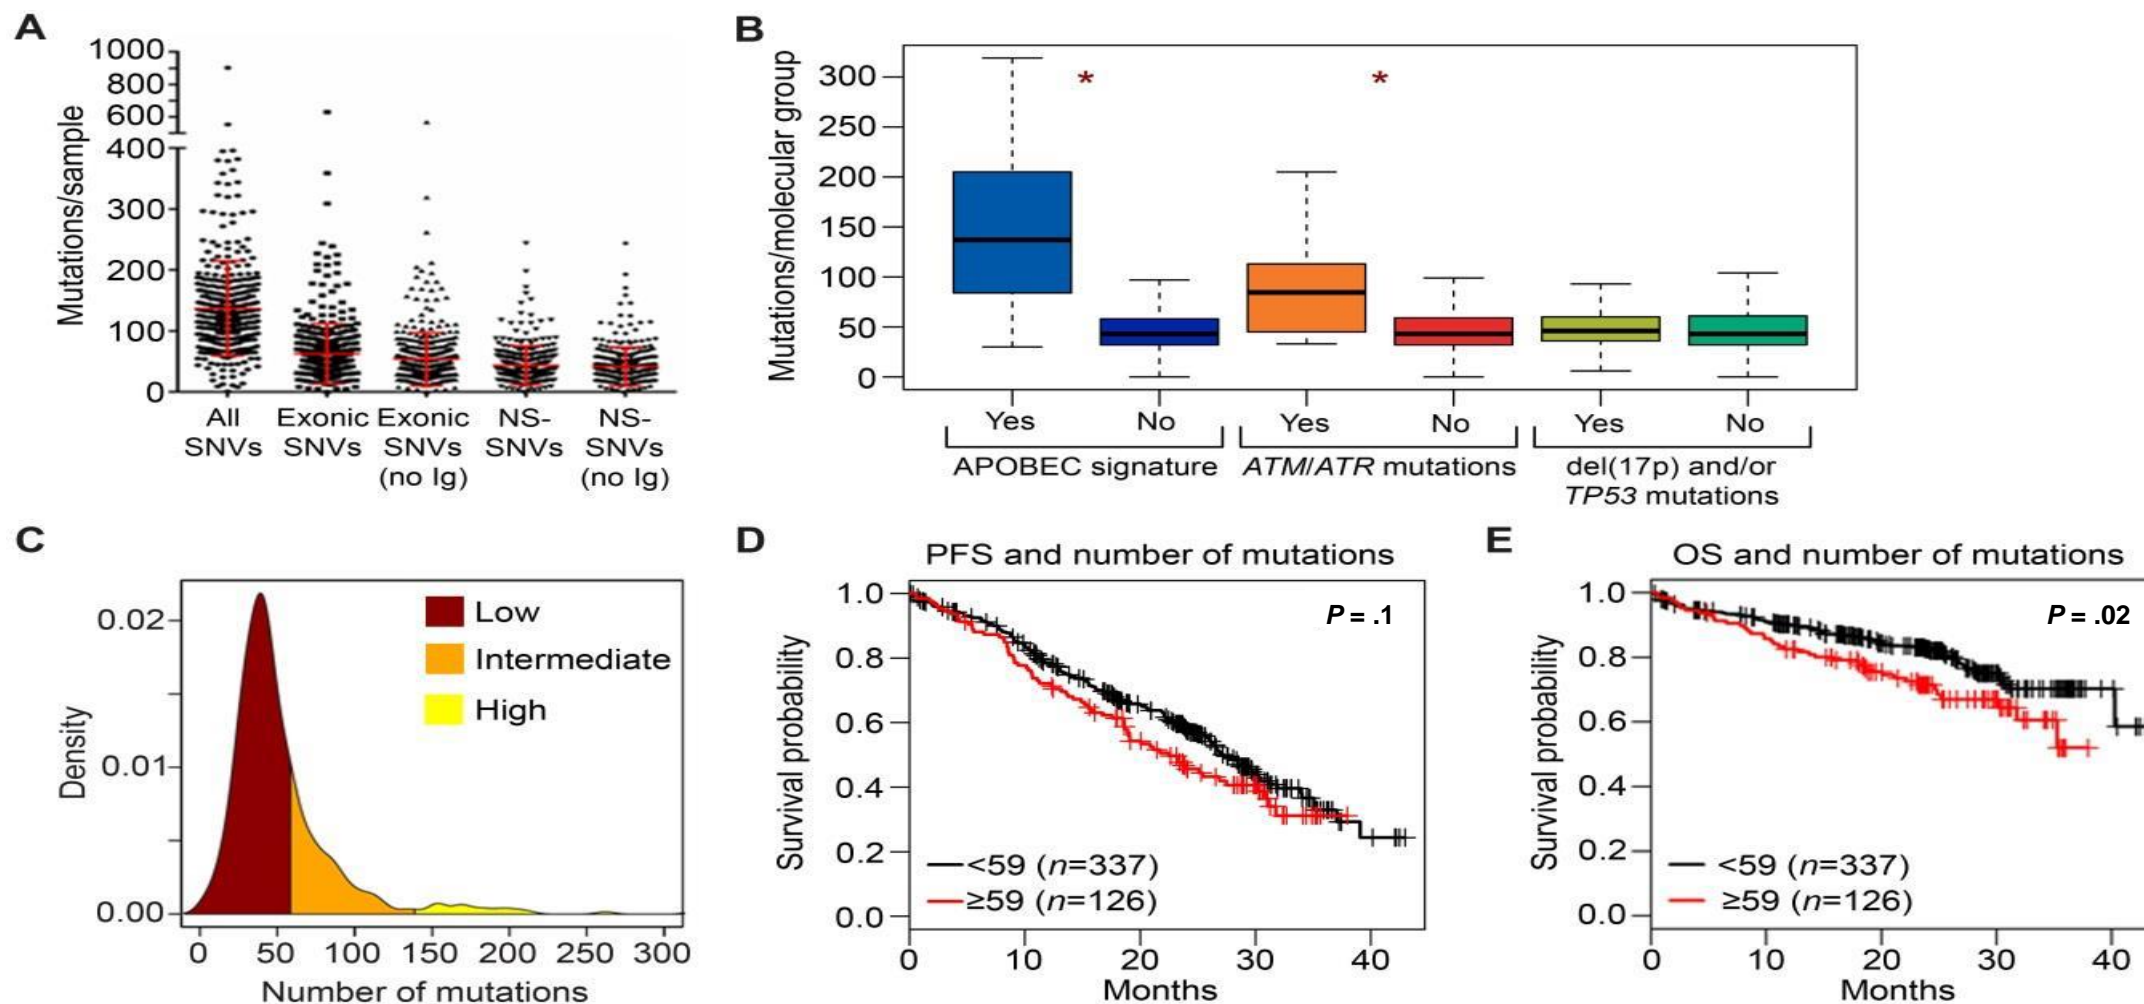 A
1000
800
600
400
300
200
100
0
Mutations/sample
All
SNVs
Exonic
SNVs
Exonic
SNVs
(no Ig)
NS-
SNVs
NS-
SNVs
(no Ig)
B
300
250
200
150
100
50
0
Mutations/molecular group
*
*
Yes
No
Yes
No
Yes
No
APOBEC signature
ATM/ATR mutations
del(17p) and/or
TP53 mutations
C
0.02
0.01
0.00
Density
Low
Intermediate
High
0
50
100
150
200
250
300
Number of mutations
D
PFS and number of mutations
P = .1
1.0
0.8
0.6
0.4
0.2
0.0
Survival probability
<59 (n=337)
≥59 (n=126)
0
10
20
30
40
Months
E
OS and number of mutations
P = .02
1.0
0.8
0.6
0.4
0.2
0.0
Survival probability
<59 (n=337)
≥59 (n=126)
0
10
20
30
40
Months